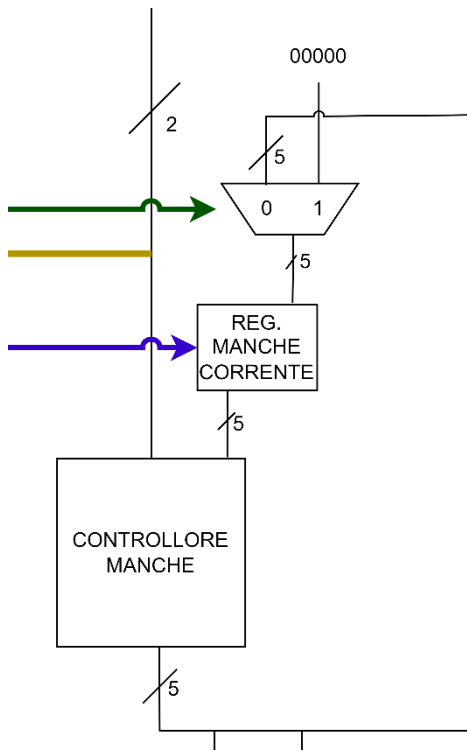 00000
2
5
0 1
5
REG.
MANCHE
CORRENTE
5
CONTROLLORE
MANCHE
5